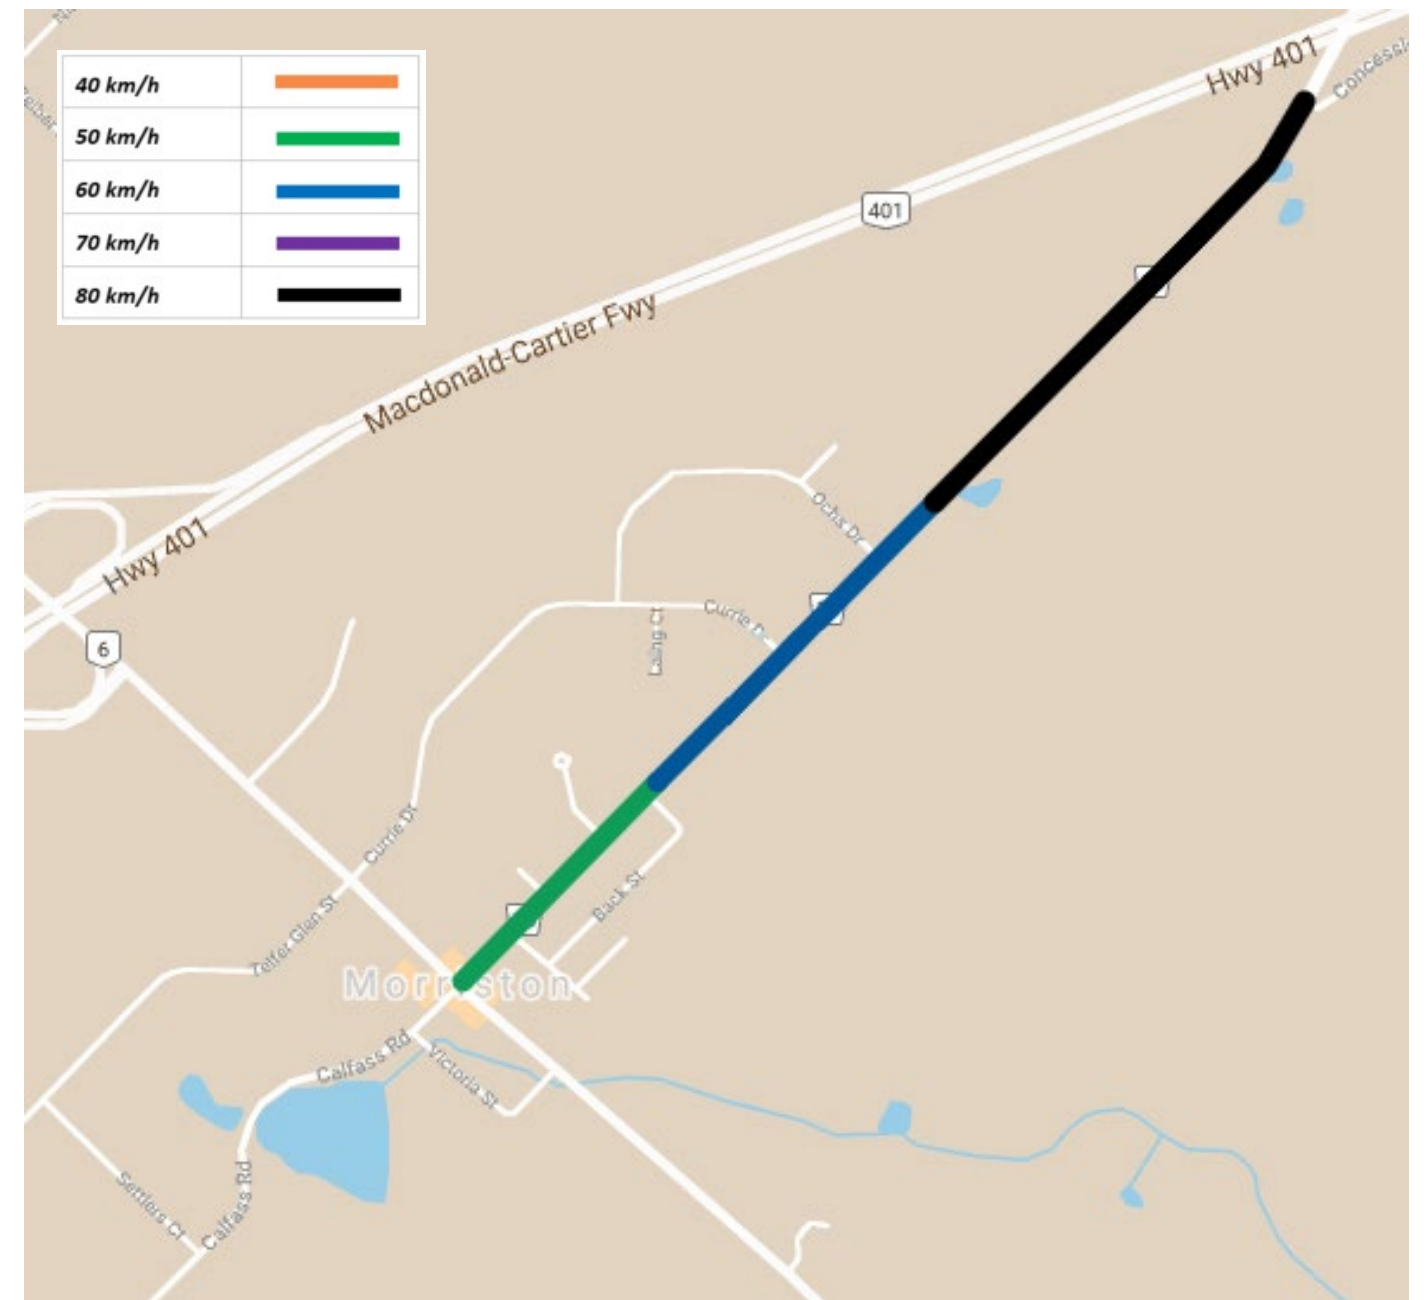 40 km/h
50 km/h
60 km/h
70 km/h
80 km/h
Hwy 401
401
Macdonald-Cartier Fwy
Hwy 401
6
Ochs Dr
Currie Dr
Laing Ct
Currie Dr
Back St
Telfer Glen St
Morriston
Calfass Rd
Victoria St
Settlers Ct
Calfass Rd